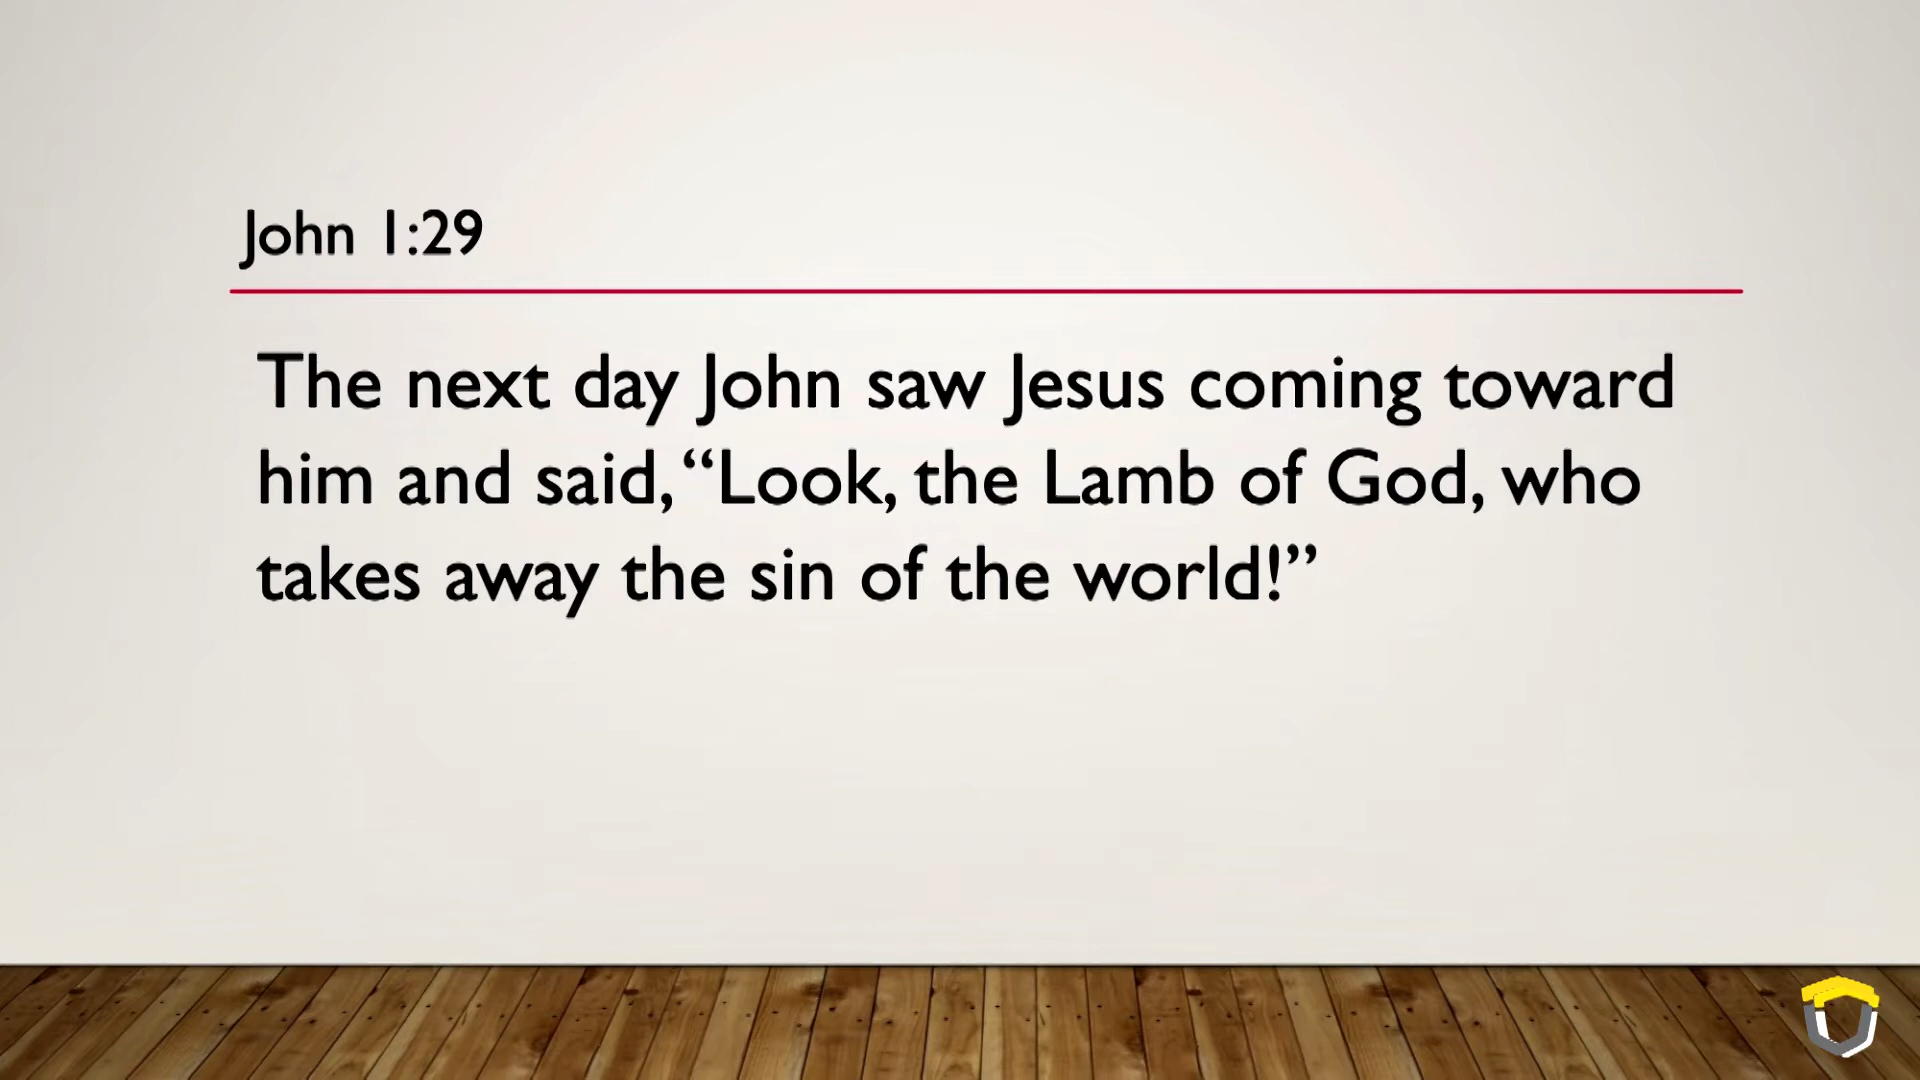 John 1:29
The next day John saw Jesus coming toward
him and said, “Look, the Lamb of God, who
takes away the sin of the world!”